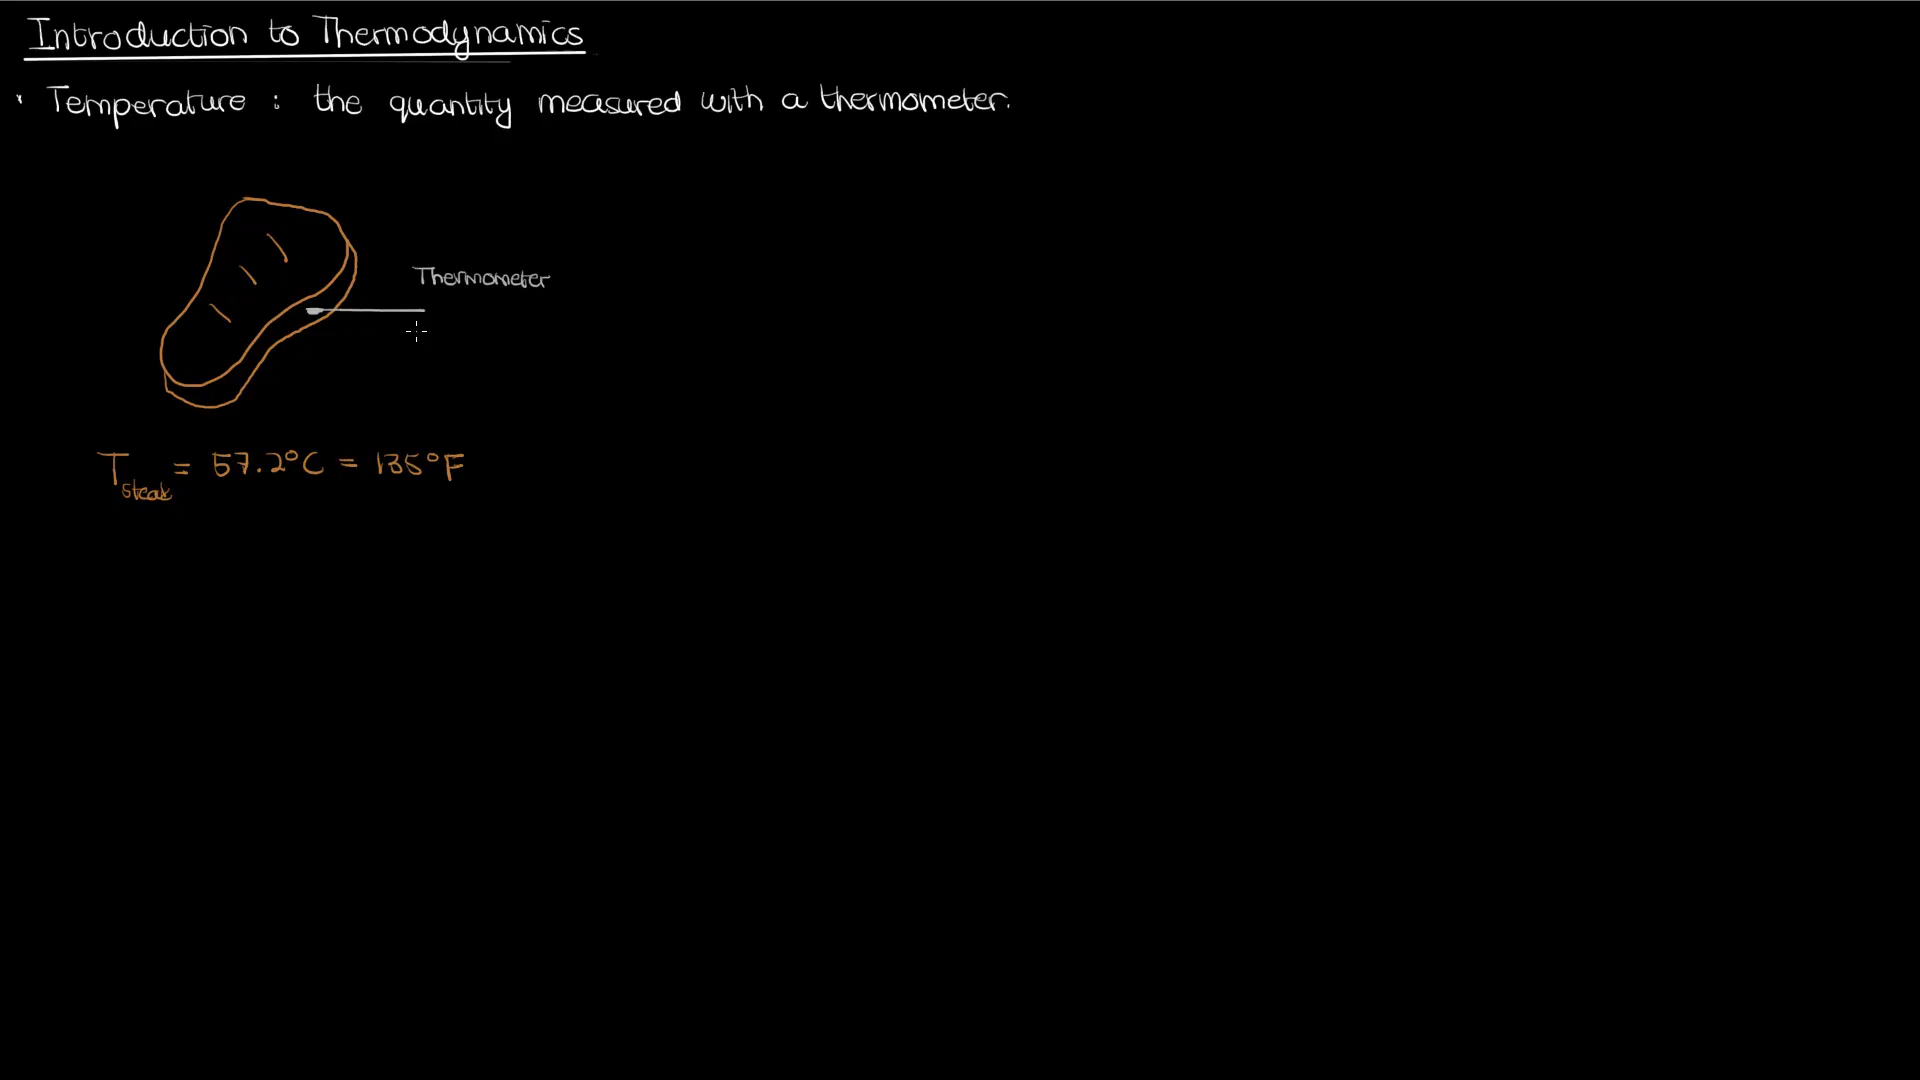 Introduction to Thermodynamics
• Temperature : the quantity measured with a thermometer.
Thermometer
T steak = 57.2°C = 135°F